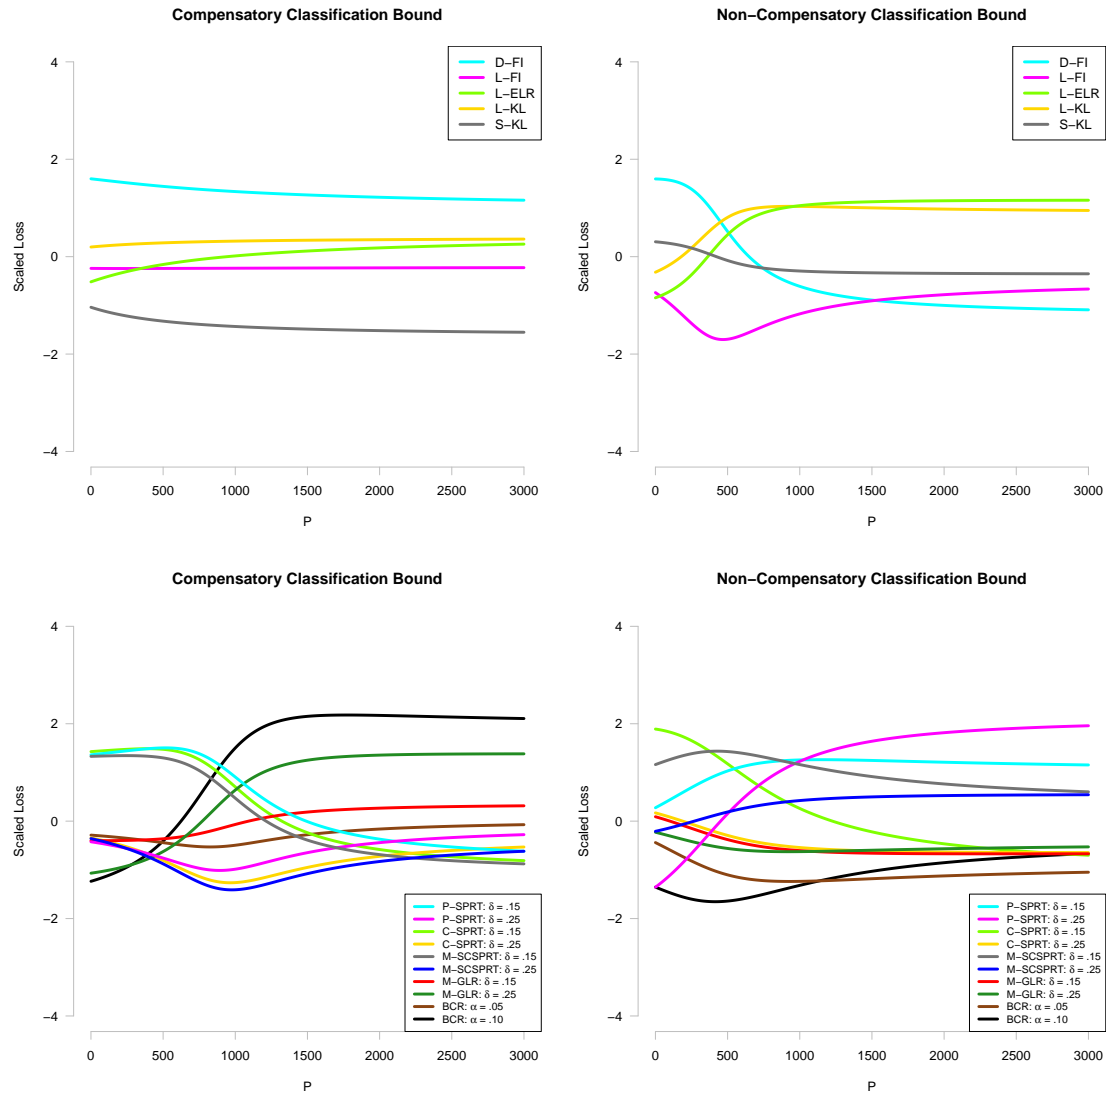 Compensatory Classification Bound
Scaled Loss
4
2
0
−2
−4
0 500 1000 1500 2000 2500 3000
P
D−FI
L−FI
L−ELR
L−KL
S−KL
Non−Compensatory Classification Bound
Scaled Loss
4
2
0
−2
−4
0 500 1000 1500 2000 2500 3000
P
D−FI
L−FI
L−ELR
L−KL
S−KL
Compensatory Classification Bound
Scaled Loss
4
2
0
−2
−4
0 500 1000 1500 2000 2500 3000
P
P−SPRT: δ = .15
P−SPRT: δ = .25
C−SPRT: δ = .15
C−SPRT: δ = .25
M−SCSPRT: δ = .15
M−SCSPRT: δ = .25
M−GLR: δ = .15
M−GLR: δ = .25
BCR: α = .05
BCR: α = .10
Non−Compensatory Classification Bound
Scaled Loss
4
2
0
−2
−4
0 500 1000 1500 2000 2500 3000
P
P−SPRT: δ = .15
P−SPRT: δ = .25
C−SPRT: δ = .15
C−SPRT: δ = .25
M−SCSPRT: δ = .15
M−SCSPRT: δ = .25
M−GLR: δ = .15
M−GLR: δ = .25
BCR: α = .05
BCR: α = .10